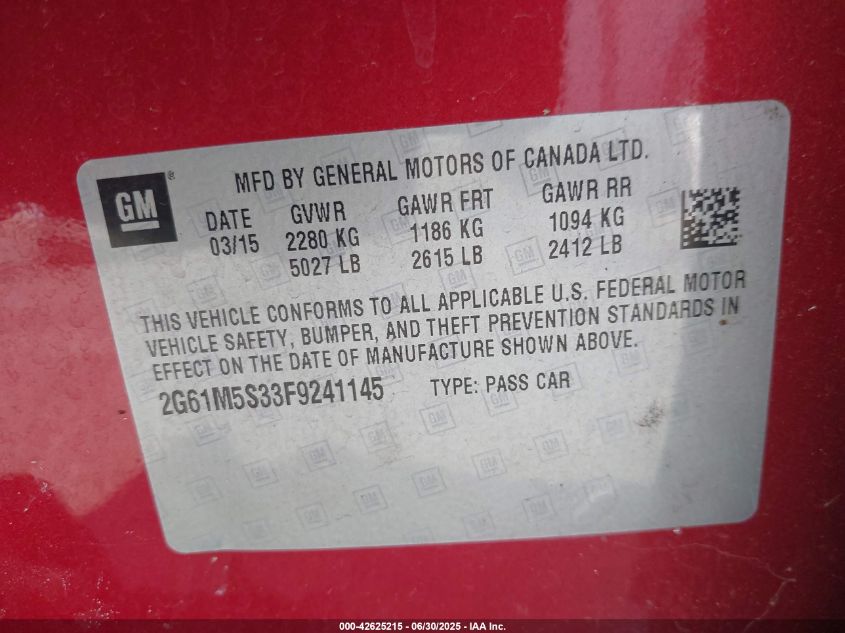 GM
®
MFD BY GENERAL MOTORS OF CANADA LTD.
DATE GVWR GAWR FRT GAWR RR
03/15 2280 KG 1186 KG 1094 KG
5027 LB 2615 LB 2412 LB
THIS VEHICLE CONFORMS TO ALL APPLICABLE U.S. FEDERAL MOTOR
VEHICLE SAFETY, BUMPER, AND THEFT PREVENTION STANDARDS IN
EFFECT ON THE DATE OF MANUFACTURE SHOWN ABOVE.
2G61M5S33F9241145 TYPE: PASS CAR
000-42625215 - 06/30/2025 - IAA Inc.